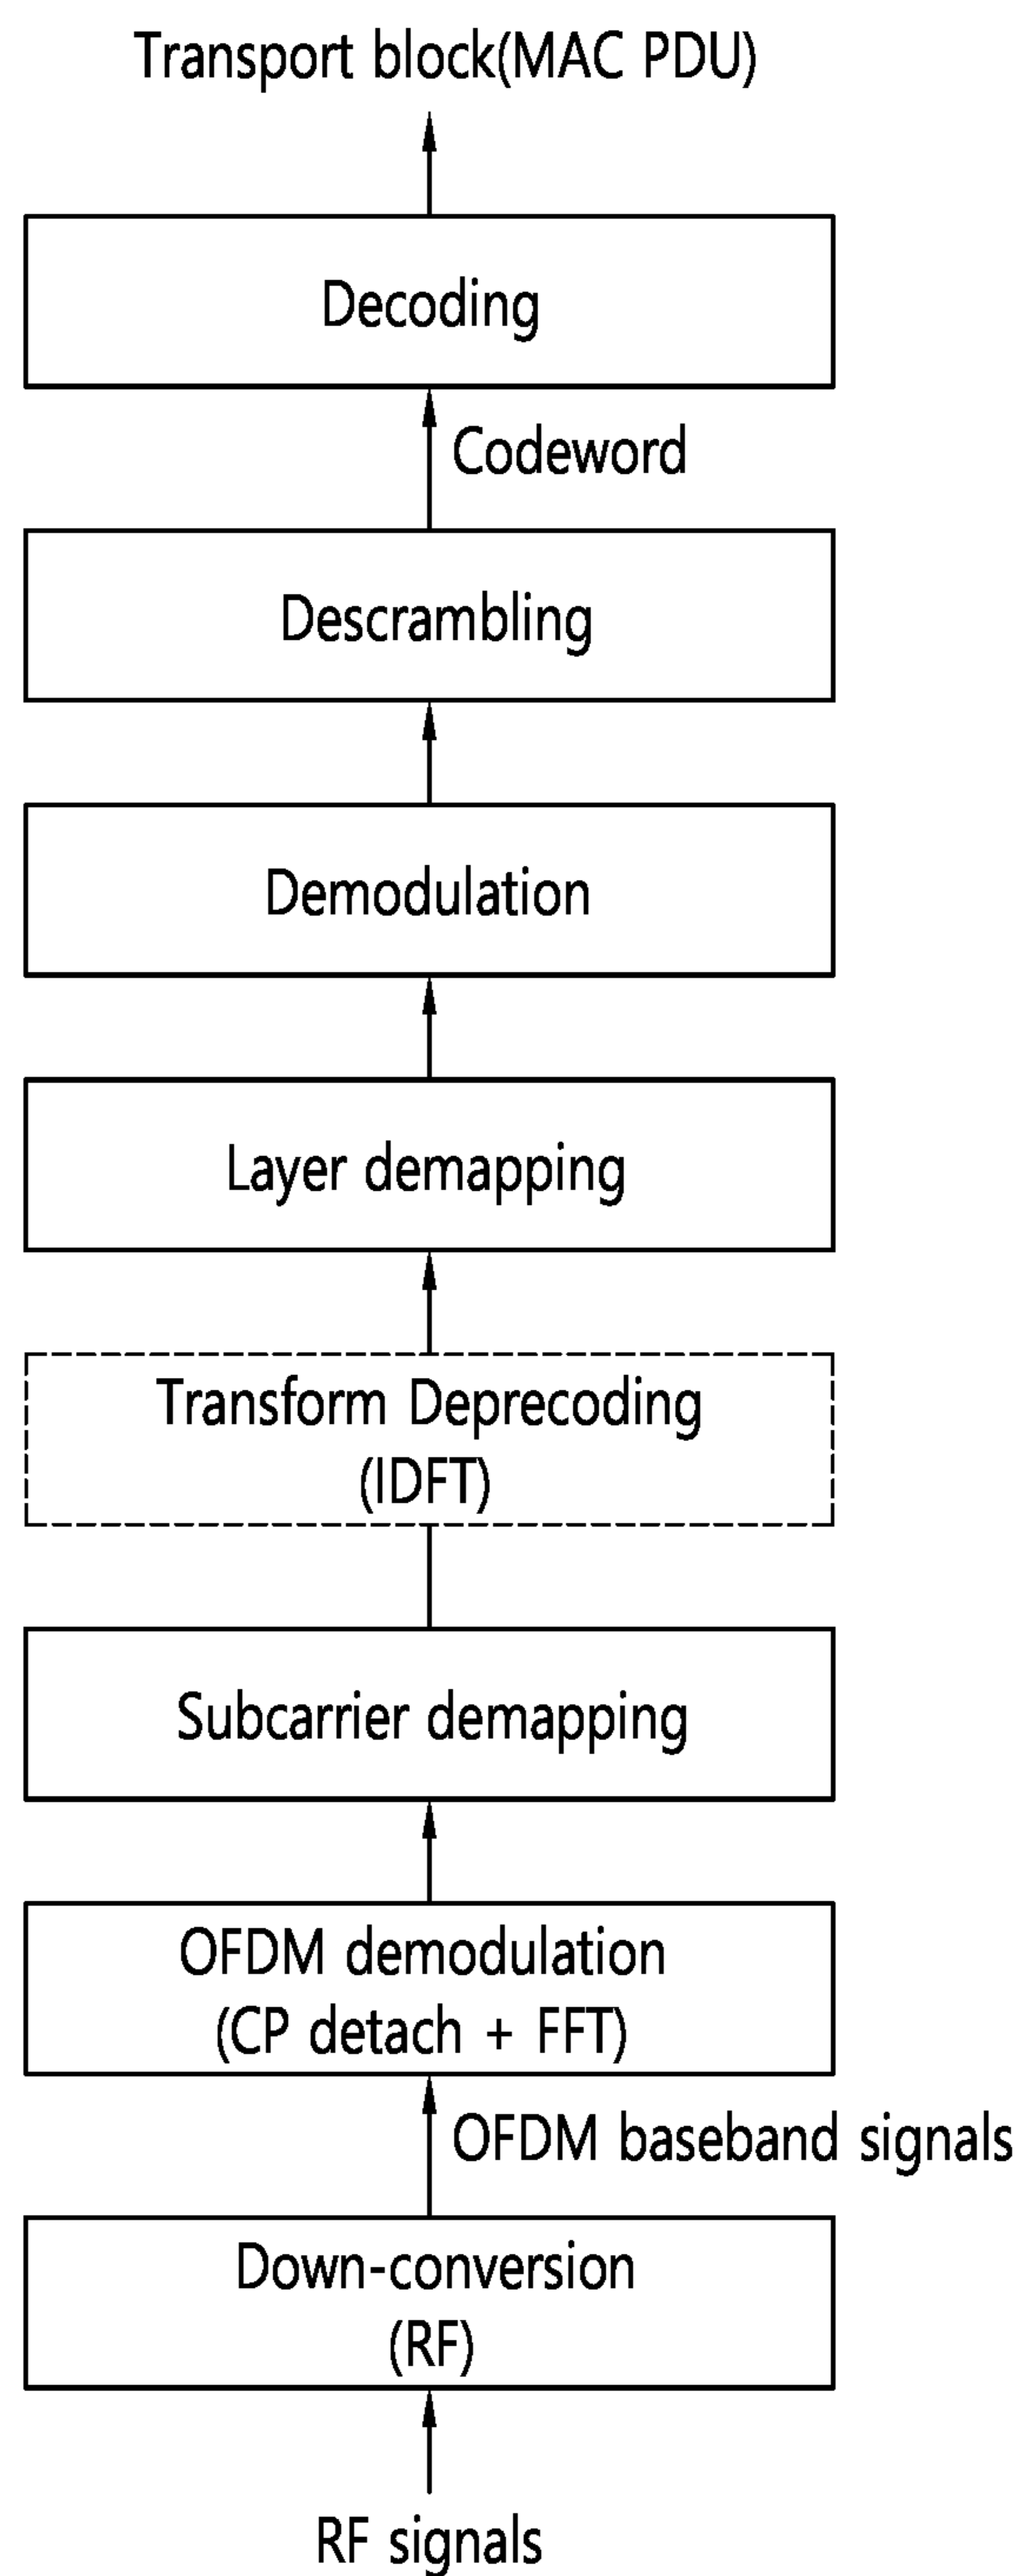 Transport block(MAC PDU)
Decoding
Codeword
Descrambling
Demodulation
Layer demapping
Transform Deprecoding
(IDFT)
Subcarrier demapping
OFDM demodulation
(CP detach + FFT)
OFDM baseband signals
Down-conversion
(RF)
RF signals